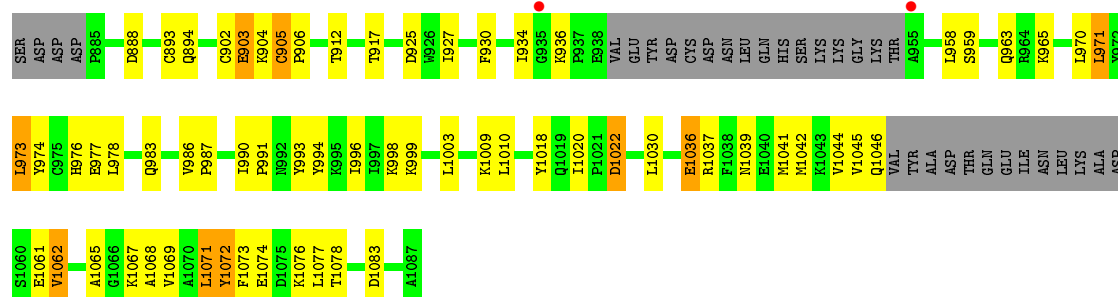 SER ASP ASP ASP P885 D888 C893 Q894 C902 E903 K904 C905 P906 T912 T917 D925 W926 I927 F930 I934 G935 K936 P937 E938 VAL GLU TYR ASP CYS ASP ASN LEU GLN HIS SER LYS LYS GLY LYS THR A955 L958 S959 Q963 R964 K965 L970 L971
L973 Y974 C975 H976 E977 L978 Q983 V986 P987 I990 P991 N992 Y993 Y994 K995 I996 I997 K998 K999 L1003 K1009 L1010 Y1018 Q1019 I1020 P1021 D1022 L1030 E1036 R1037 F1038 N1039 E1040 M1041 M1042 K1043 V1044 V1045 Q1046 VAL TYR ALA ASP THR GLN GLU ILE ASN LEU LYS ALA ASP
S1060 E1061 V1062 A1065 G1066 K1067 A1068 V1069 A1070 L1071 Y1072 F1073 E1074 D1075 K1076 L1077 T1078 D1083 A1087